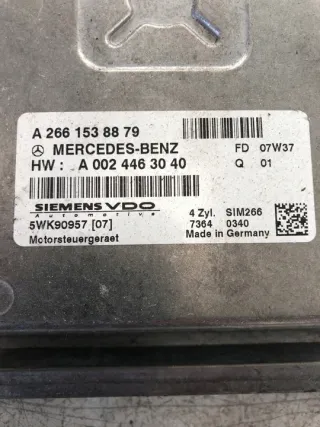 A 266 153 88 79
MERCEDES-BENZ FD 07W37
HW : A 002 446 30 40 Q 01
SIEMENS VDO
Automotive
4 Zyl. SIM266
5WK90957 [07] 7364 0340
Motorsteuergeraet Made in Germany